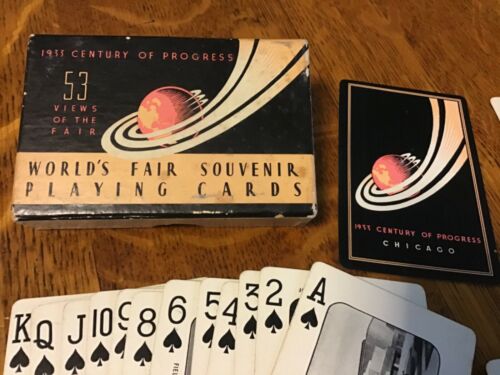 1933 CENTURY OF PROGRESS
53
VIEWS
OF THE
FAIR
WORLD'S FAIR SOUVENIR
PLAYING CARDS
1933 CENTURY OF PROGRESS
CHICAGO
K Q J 10 9 8 6 5 4 3 2 A